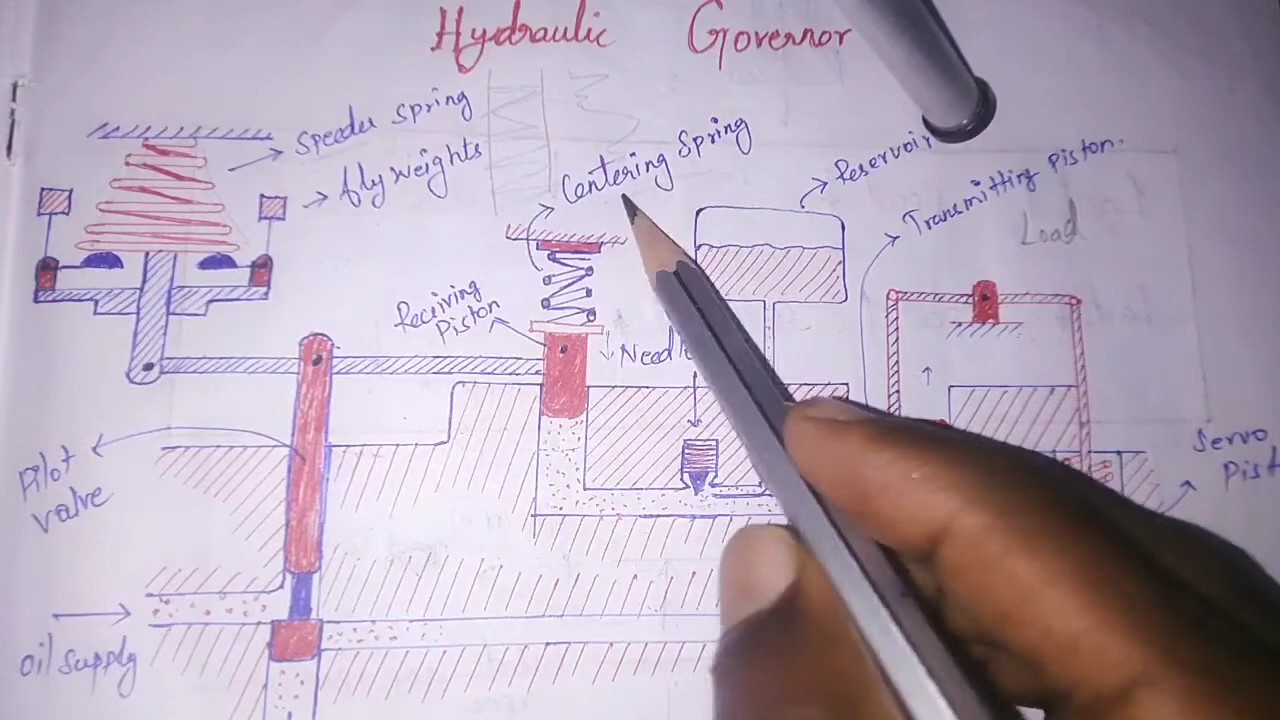 Hydraulic Governor
Speeder spring
fly weights
Centering Spring
Reservoir
Transmitting piston.
Load
Receiving
Piston
Pilot
valve
Servo
oil supply